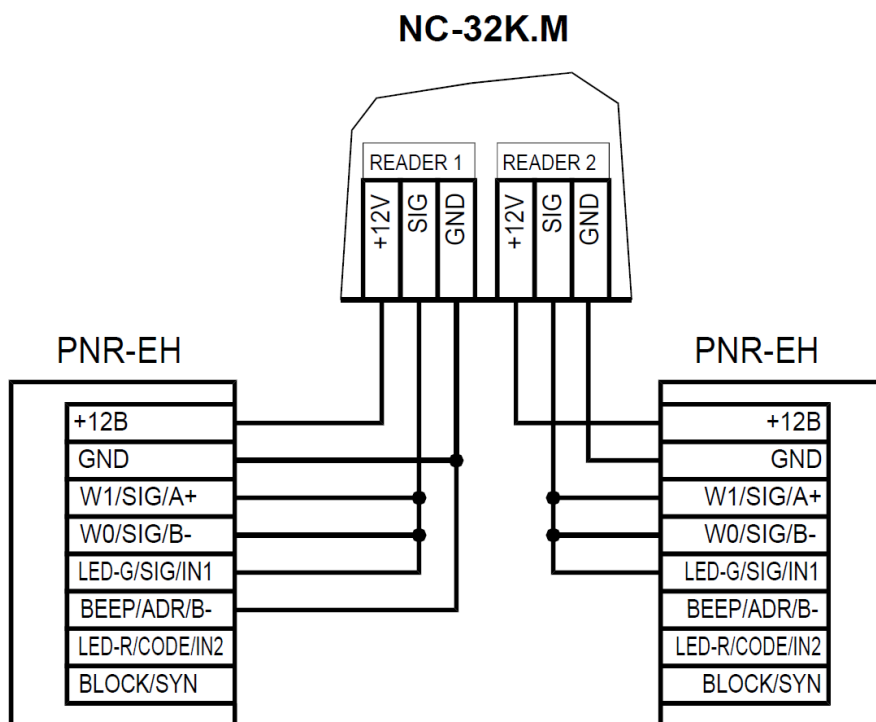 NC-32K.M
READER 1
READER 2
+12V
SIG
GND
+12V
SIG
GND
PNR-EH
+12B
GND
W1/SIG/A+
W0/SIG/B-
LED-G/SIG/IN1
BEEP/ADR/B-
LED-R/CODE/IN2
BLOCK/SYN
PNR-EH
+12B
GND
W1/SIG/A+
W0/SIG/B-
LED-G/SIG/IN1
BEEP/ADR/B-
LED-R/CODE/IN2
BLOCK/SYN